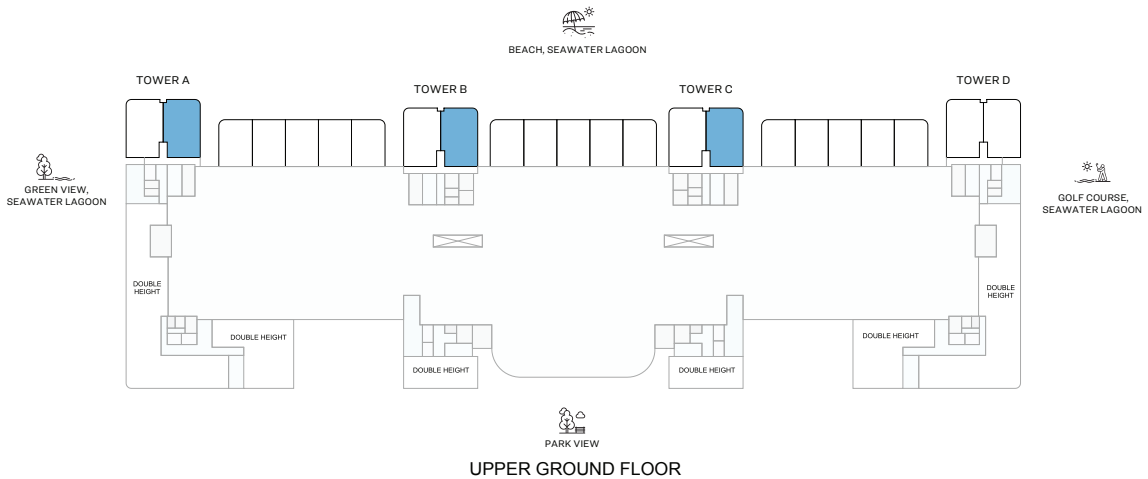 BEACH, SEAWATER LAGOON
TOWER A
TOWER B
TOWER C
TOWER D
GREEN VIEW,
SEAWATER LAGOON
GOLF COURSE,
SEAWATER LAGOON
DOUBLE
HEIGHT
DOUBLE
HEIGHT
DOUBLE HEIGHT
DOUBLE HEIGHT
DOUBLE HEIGHT
DOUBLE HEIGHT
PARK VIEW
UPPER GROUND FLOOR